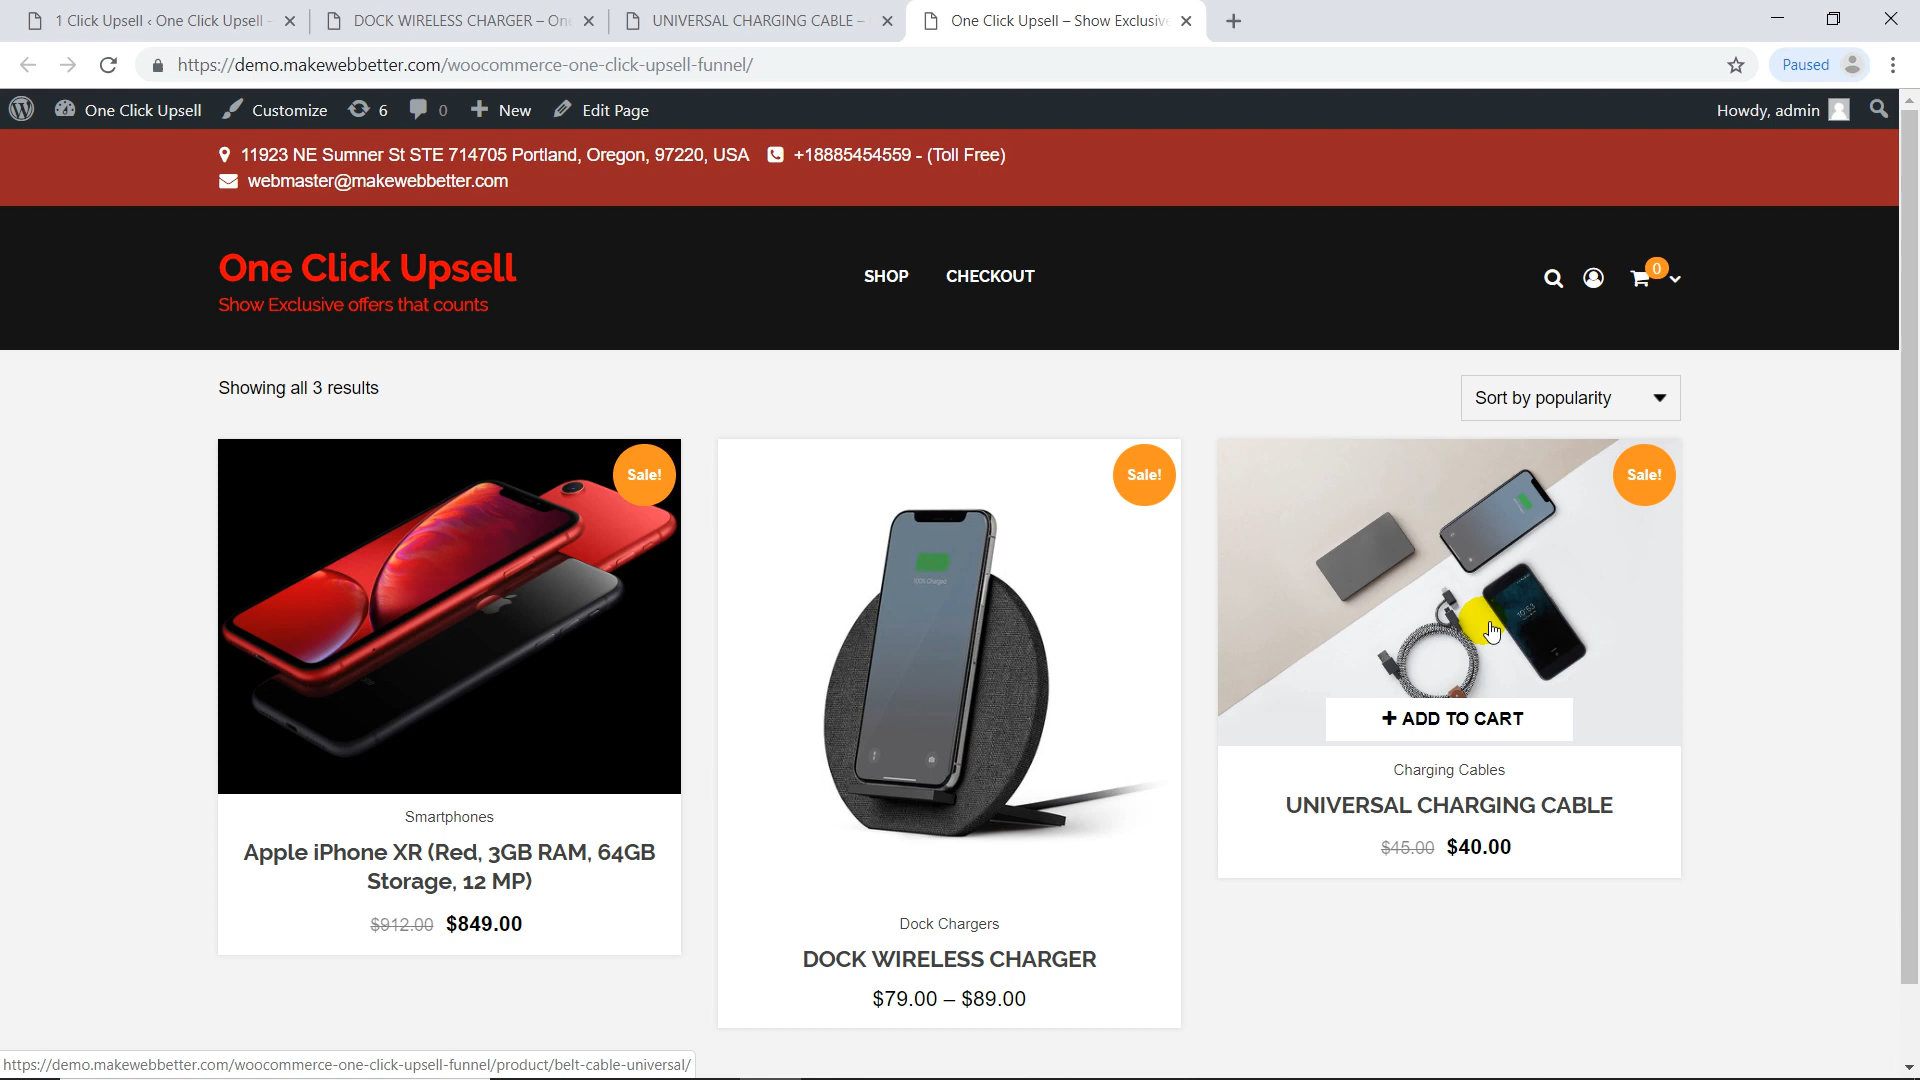 1 Click Upsell ‹ One Click Upsell -
DOCK WIRELESS CHARGER – On
UNIVERSAL CHARGING CABLE –
One Click Upsell – Show Exclusive
https://demo.makewebbetter.com/woocommerce-one-click-upsell-funnel/
Paused
One Click Upsell
Customize
6
0
New
Edit Page
Howdy, admin
11923 NE Sumner St STE 714705 Portland, Oregon, 97220, USA
+18885454559 - (Toll Free)
webmaster@makewebbetter.com
One Click Upsell
Show Exclusive offers that counts
SHOP
CHECKOUT
0
Showing all 3 results
Sort by popularity
Sale!
Sale!
Sale!
100% Charged
+ ADD TO CART
Smartphones
Apple iPhone XR (Red, 3GB RAM, 64GB
Storage, 12 MP)
$912.00 $849.00
Dock Chargers
DOCK WIRELESS CHARGER
$79.00 – $89.00
Charging Cables
UNIVERSAL CHARGING CABLE
$45.00 $40.00
https://demo.makewebbetter.com/woocommerce-one-click-upsell-funnel/product/belt-cable-universal/